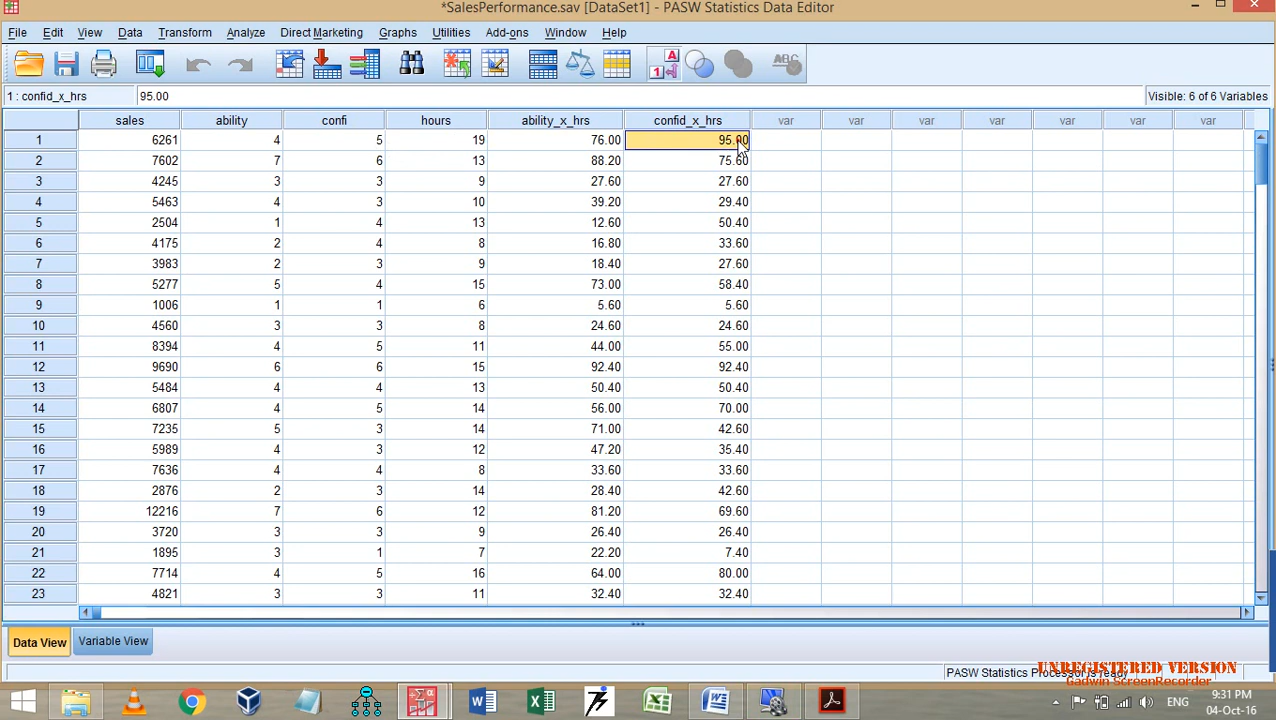 *SalesPerformance.sav [DataSet1] - PASW Statistics Data Editor
File Edit View Data Transform Analyze Direct Marketing Graphs Utilities Add-ons Window Help
1 : confid_x_hrs 95.00 Visible: 6 of 6 Variables
sales ability confi hours ability_x_hrs confid_x_hrs var var var var var var var
1 6261 4 5 19 76.00 95.00
2 7602 7 6 13 88.20 75.60
3 4245 3 3 9 27.60 27.60
4 5463 4 3 10 39.20 29.40
5 2504 1 4 13 12.60 50.40
6 4175 2 4 8 16.80 33.60
7 3983 2 3 9 18.40 27.60
8 5277 5 4 15 73.00 58.40
9 1006 1 1 6 5.60 5.60
10 4560 3 3 8 24.60 24.60
11 8394 4 5 11 44.00 55.00
12 9690 6 6 15 92.40 92.40
13 5484 4 4 13 50.40 50.40
14 6807 4 5 14 56.00 70.00
15 7235 5 3 14 71.00 42.60
16 5989 4 3 12 47.20 35.40
17 7636 4 4 8 33.60 33.60
18 2876 2 3 14 28.40 42.60
19 12216 7 6 12 81.20 69.60
20 3720 3 3 9 26.40 26.40
21 1895 3 1 7 22.20 7.40
22 7714 4 5 16 64.00 80.00
23 4821 3 3 11 32.40 32.40
Data View Variable View
PASW Statistics Processor is ready
UNREGISTERED VERSION
Gadwin ScreenRecorder
ENG
9:31 PM
04-Oct-16